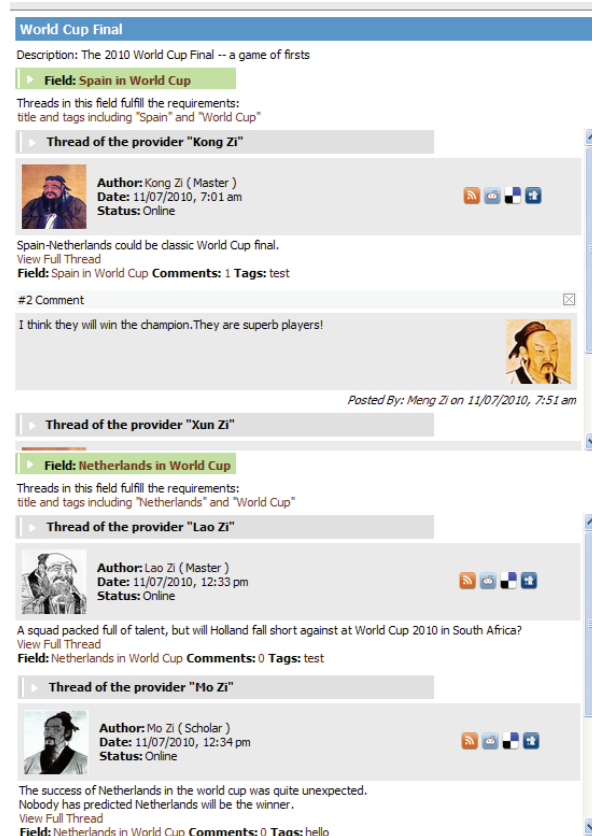 World Cup Final
Description: The 2010 World Cup Final -- a game of firsts
Field: Spain in World Cup
Threads in this field fulfill the requirements:
title and tags including "Spain" and "World Cup"
Thread of the provider "Kong Zi"
Author: Kong Zi ( Master )
Date: 11/07/2010, 7:01 am
Status: Online
Spain-Netherlands could be classic World Cup final.
View Full Thread
Field: Spain in World Cup Comments: 1 Tags: test
#2 Comment
I think they will win the champion.They are superb players!
Posted By: Meng Zi on 11/07/2010, 7:51 am
Thread of the provider "Xun Zi"
Field: Netherlands in World Cup
Threads in this field fulfill the requirements:
title and tags including "Netherlands" and "World Cup"
Thread of the provider "Lao Zi"
Author: Lao Zi ( Master )
Date: 11/07/2010, 12:33 pm
Status: Online
A squad packed full of talent, but will Holland fall short against at World Cup 2010 in South Africa?
View Full Thread
Field: Netherlands in World Cup Comments: 0 Tags: test
Thread of the provider "Mo Zi"
Author: Mo Zi ( Scholar )
Date: 11/07/2010, 12:34 pm
Status: Online
The success of Netherlands in the world cup was quite unexpected.
Nobody has predicted Netherlands will be the winner.
View Full Thread
Field: Netherlands in World Cup Comments: 0 Tags: hello